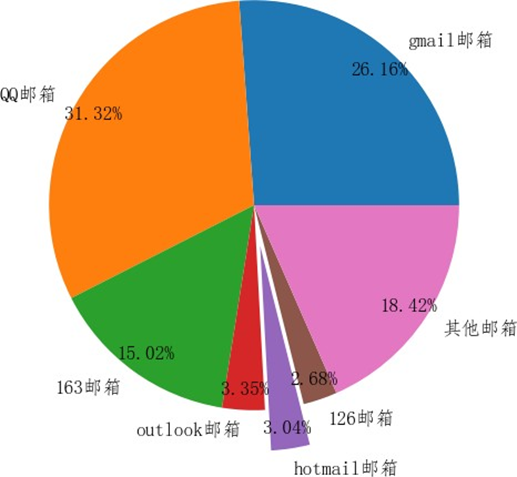 gmail邮箱
26.16%
QQ邮箱
31.32%
163邮箱
15.02%
outlook邮箱
3.35%
hotmail邮箱
3.04%
126邮箱
2.68%
其他邮箱
18.42%